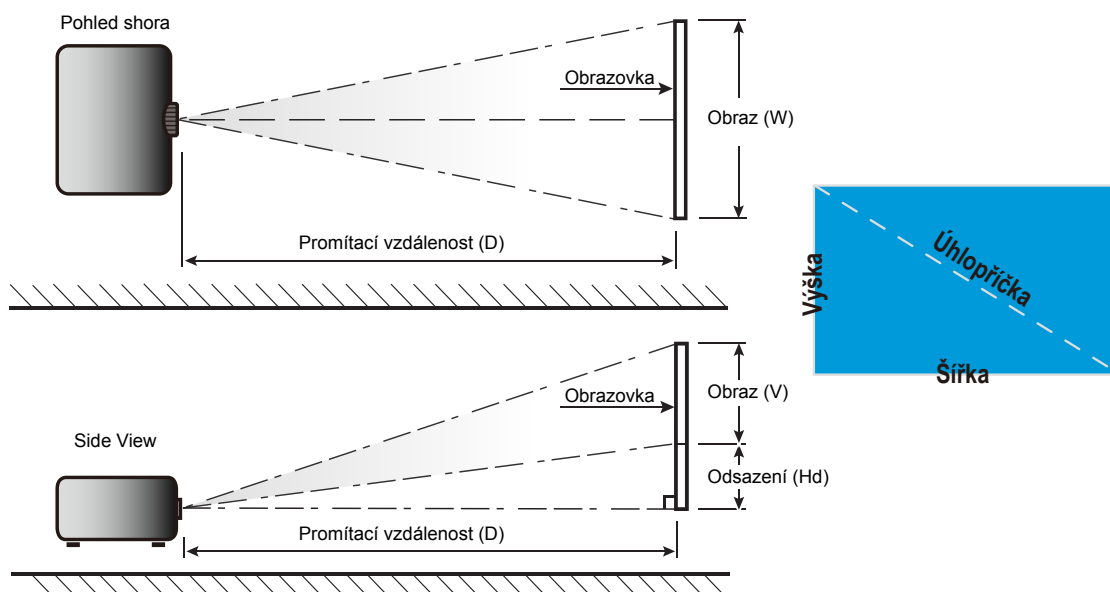 Pohled shora
Obrazovka
Obraz (W)
Promítací vzdálenost (D)
Výška
Úhlopříčka
Šířka
Side View
Obrazovka
Obraz (V)
Odsazení (Hd)
Promítací vzdálenost (D)